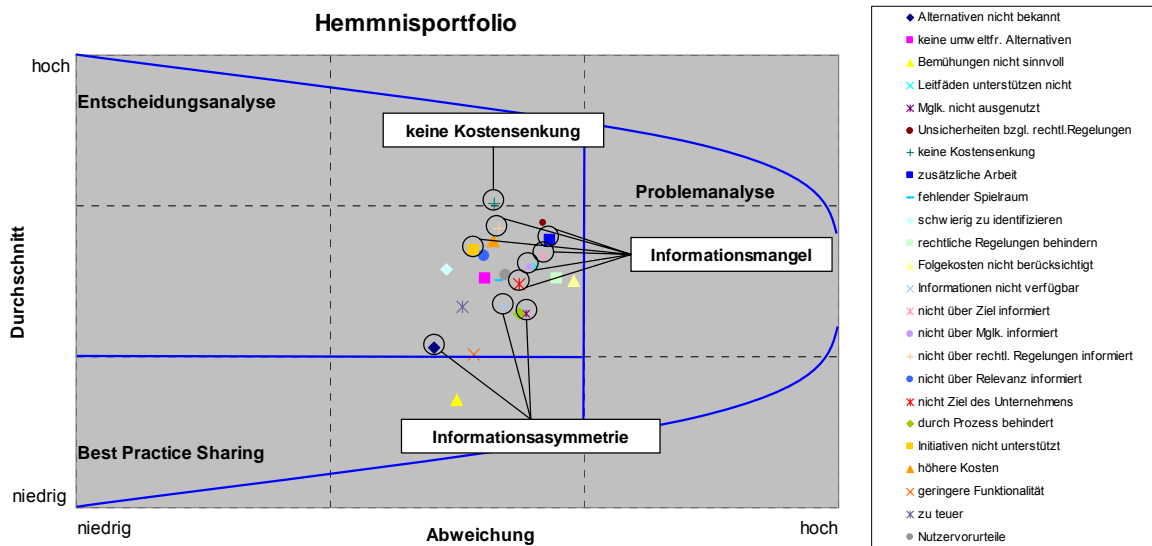 Hemmnisportfolio
hoch
Entscheidungsanalyse
keine Kostensenkung
Problemanalyse
Informationsmangel
Durchschnitt
Informationsasymmetrie
Best Practice Sharing
niedrig
niedrig
Abweichung
hoch
Alternativen nicht bekannt
keine umweltfr. Alternativen
Bemühungen nicht sinnvoll
Leitfäden unterstützen nicht
Mglk. nicht ausgenutzt
Unsicherheiten bzgl. rechtl.Regelungen
keine Kostensenkung
zusätzliche Arbeit
fehlender Spielraum
schwierig zu identifizieren
rechtliche Regelungen behindern
Folgekosten nicht berücksichtigt
Informationen nicht verfügbar
nicht über Ziel informiert
nicht über Mglk. informiert
nicht über rechtl. Regelungen informiert
nicht über Relevanz informiert
nicht Ziel des Unternehmens
durch Prozess behindert
Initiativen nicht unterstützt
höhere Kosten
geringere Funktionalität
zu teuer
Nutzervorurteile